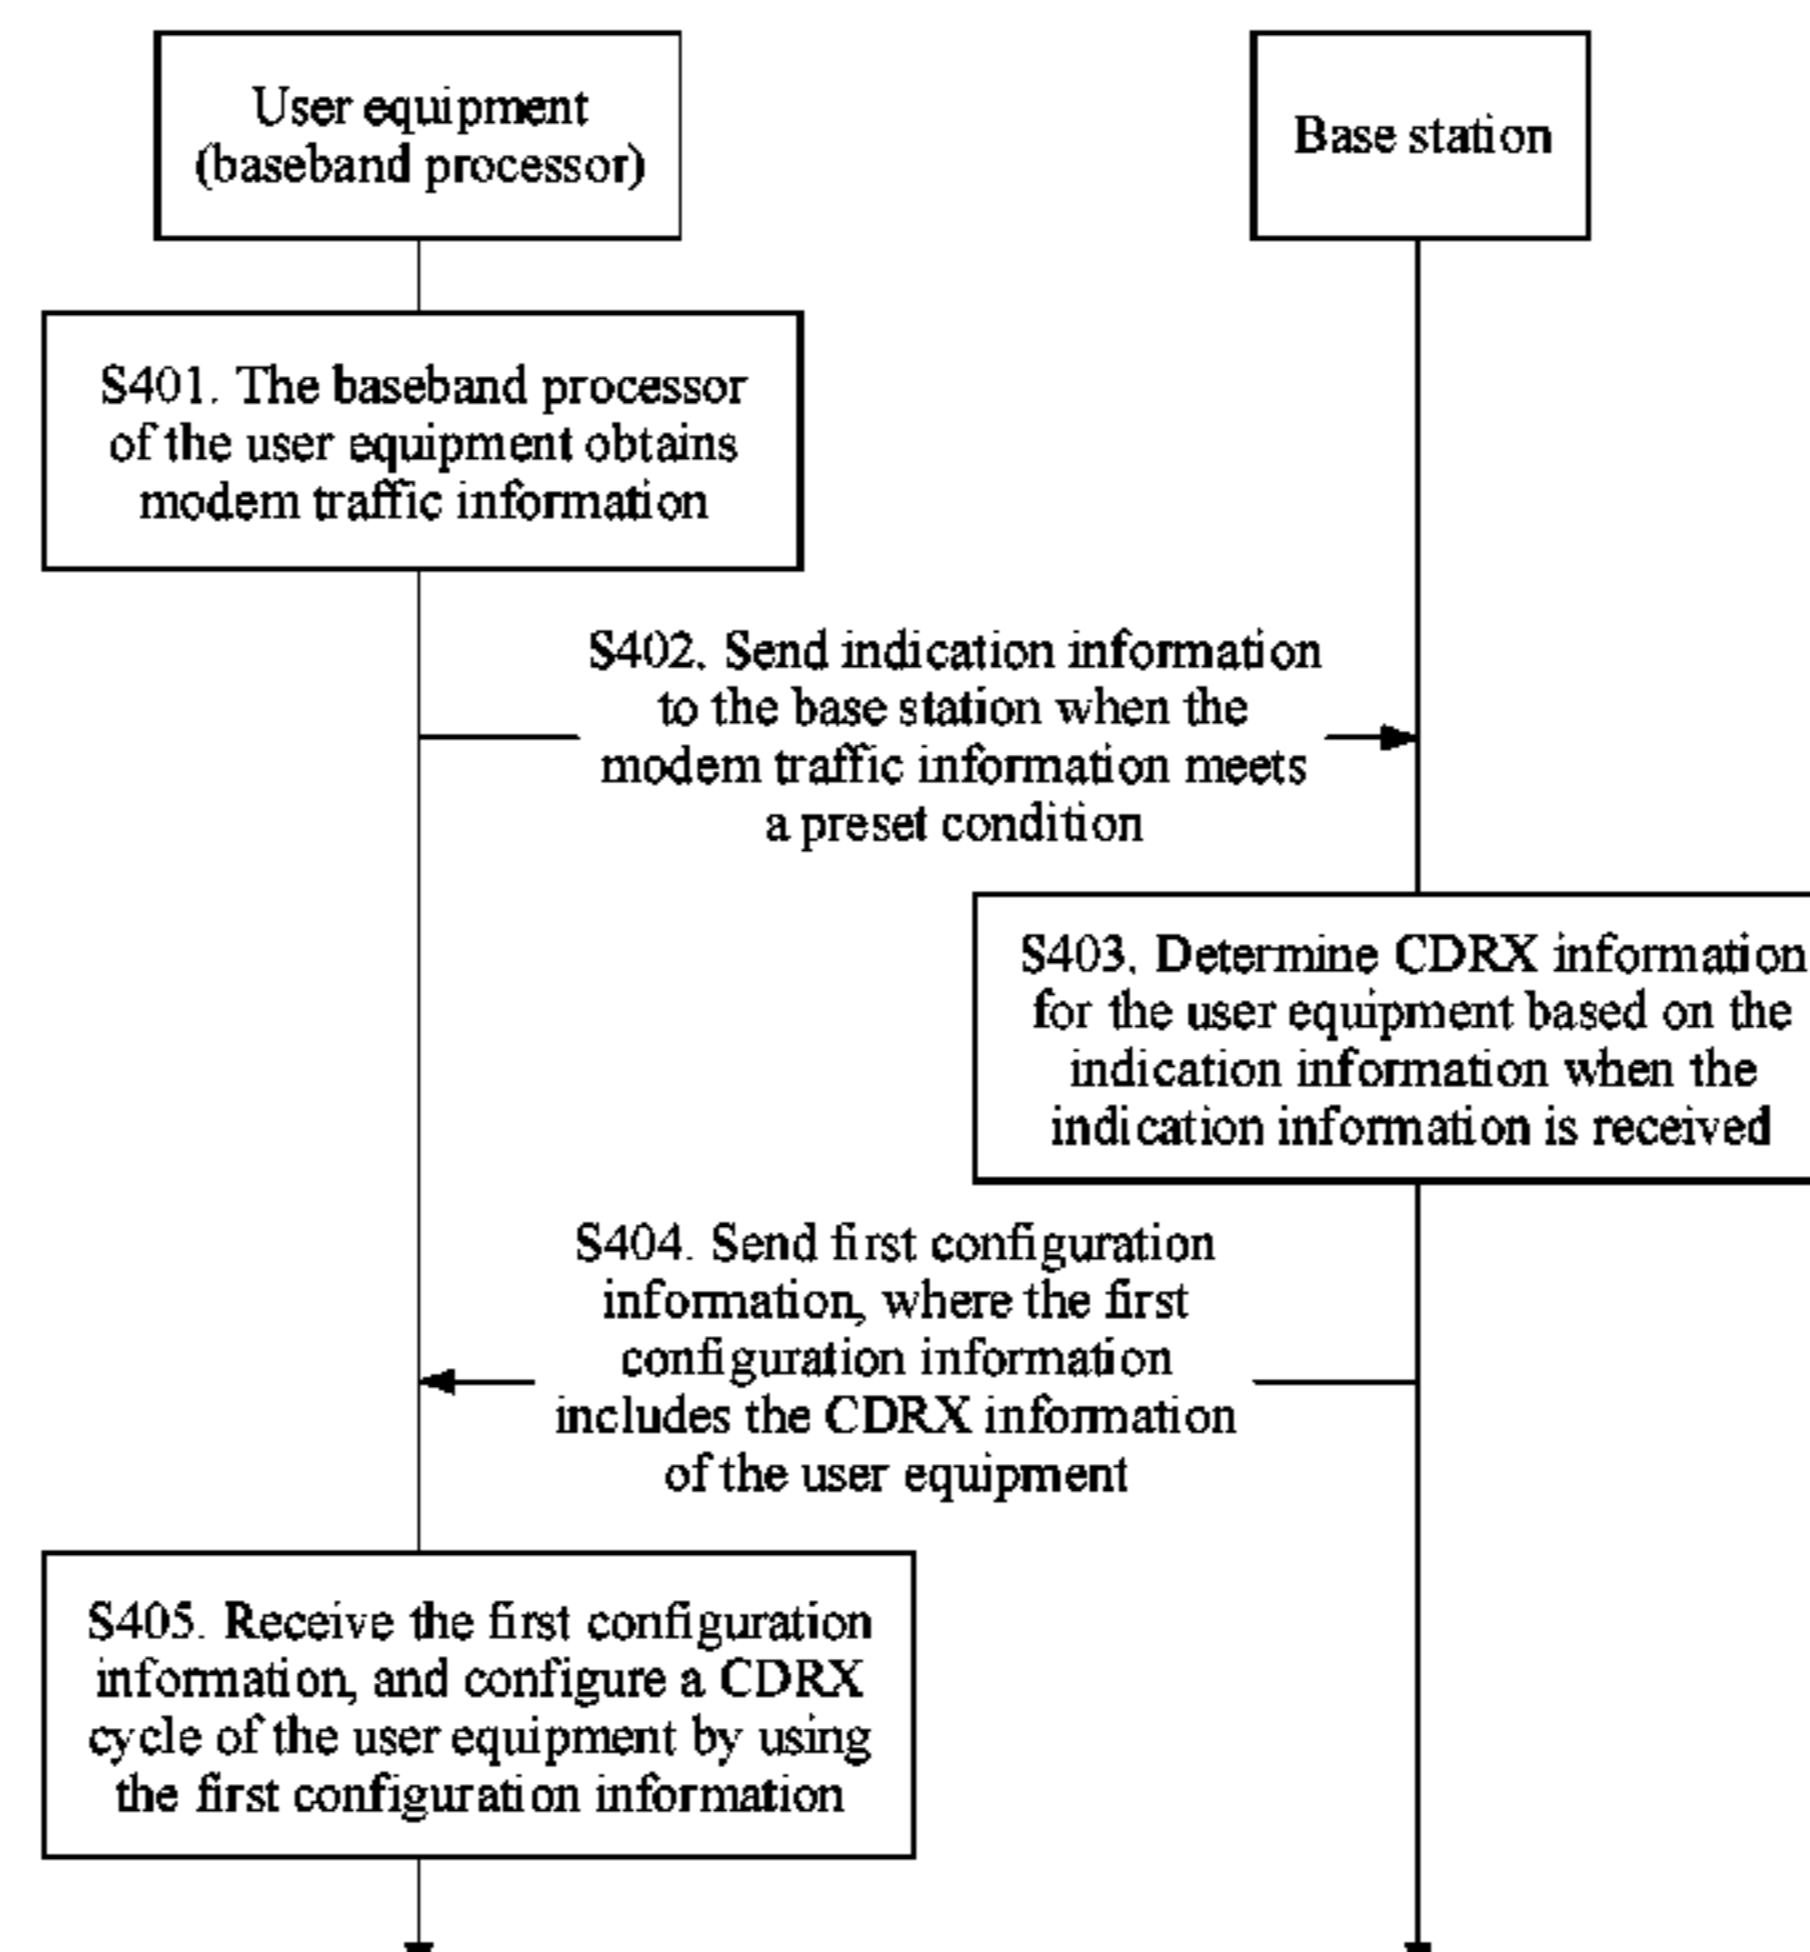 User equipment
(baseband processor)
Base station
S401. The baseband processor
of the user equipment obtains
modem traffic information
S402. Send indication information
to the base station when the
modem traffic information meets
a preset condition
S403. Determine CDRX information
for the user equipment based on the
indication information when the
indication information is received
S404. Send first configuration
information, where the first
configuration information
includes the CDRX information
of the user equipment
S405. Receive the first configuration
information, and configure a CDRX
cycle of the user equipment by using
the first configuration information